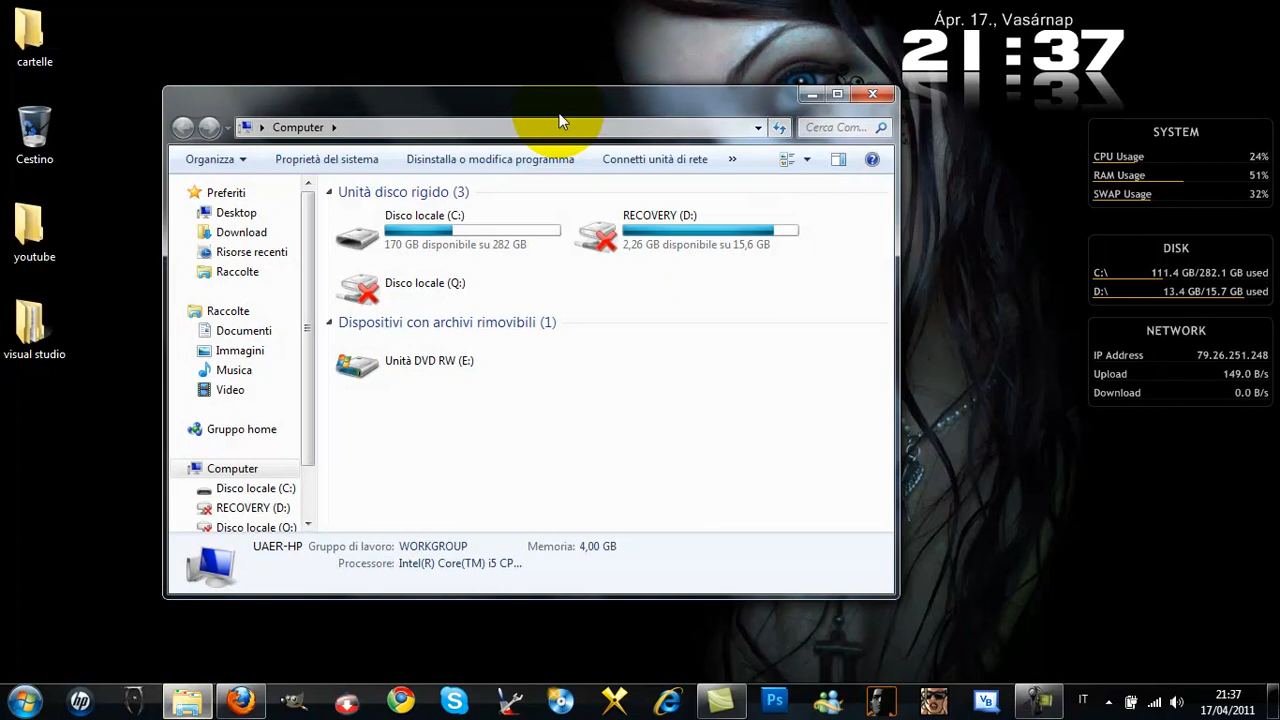 cartelle
Cestino
youtube
visual studio
Ápr. 17., Vasárnap
21:37
Computer
Cerca Com...
Organizza
Proprietà del sistema
Disinstalla o modifica programma
Connetti unità di rete
»
Preferiti
Desktop
Download
Risorse recenti
Raccolte
Raccolte
Documenti
Immagini
Musica
Video
Gruppo home
Computer
Disco locale (C:)
RECOVERY (D:)
Disco locale (Q:)
Unità disco rigido (3)
Disco locale (C:)
170 GB disponibile su 282 GB
RECOVERY (D:)
2,26 GB disponibile su 15,6 GB
Disco locale (Q:)
Dispositivi con archivi rimovibili (1)
Unità DVD RW (E:)
UAER-HP Gruppo di lavoro: WORKGROUP Memoria: 4,00 GB
Processore: Intel(R) Core(TM) i5 CP...
SYSTEM
CPU Usage 24%
RAM Usage 51%
SWAP Usage 32%
DISK
C:\ 111.4 GB/282.1 GB used
D:\ 13.4 GB/15.7 GB used
NETWORK
IP Address 79.26.251.248
Upload 149.0 B/s
Download 0.0 B/s
hp
Ps
VB
IT
21:37
17/04/2011